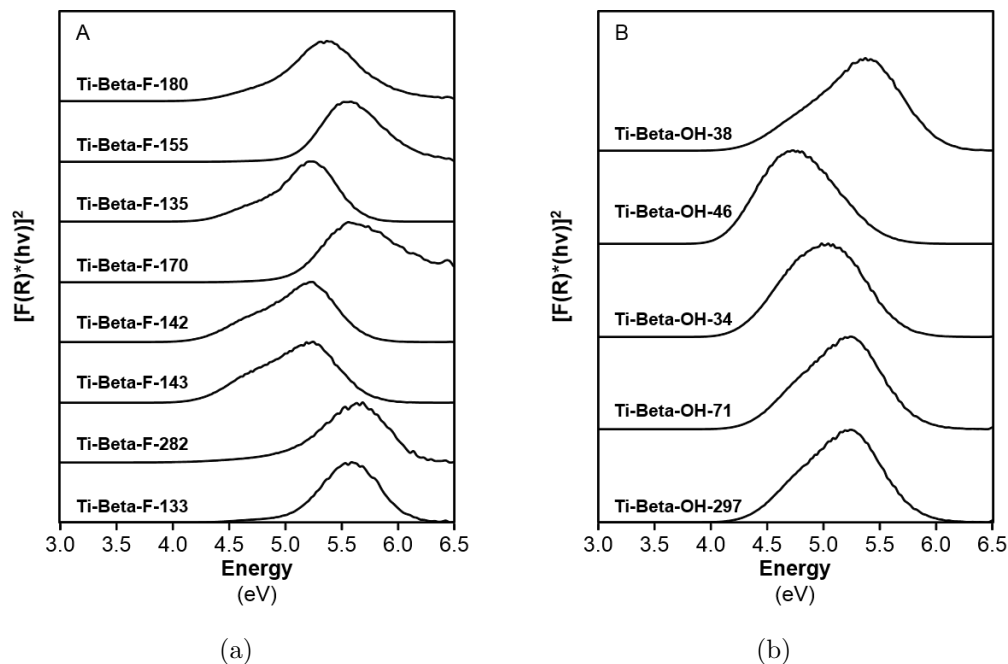 A
Ti-Beta-F-180
Ti-Beta-F-155
Ti-Beta-F-135
Ti-Beta-F-170
Ti-Beta-F-142
Ti-Beta-F-143
Ti-Beta-F-282
Ti-Beta-F-133
[F(R)*(hv)]²
3.0 3.5 4.0 4.5 5.0 5.5 6.0 6.5
Energy
(eV)
(a)
B
Ti-Beta-OH-38
Ti-Beta-OH-46
Ti-Beta-OH-34
Ti-Beta-OH-71
Ti-Beta-OH-297
[F(R)*(hv)]²
3.0 3.5 4.0 4.5 5.0 5.5 6.0 6.5
Energy
(eV)
(b)